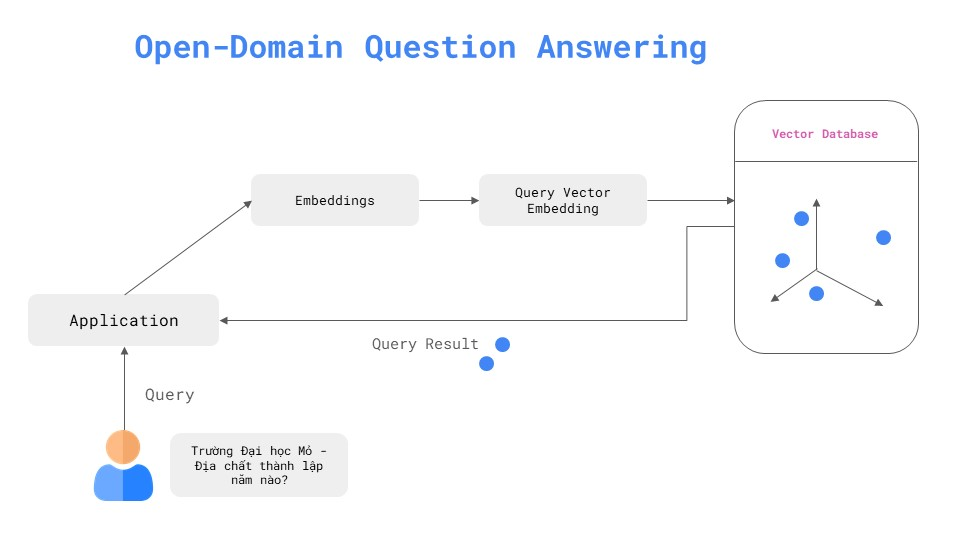 Open-Domain Question Answering
Vector Database
Embeddings
Query Vector
Embedding
Application
Query Result
Query
Trường Đại học Mỏ -
Địa chất thành lập
năm nào?